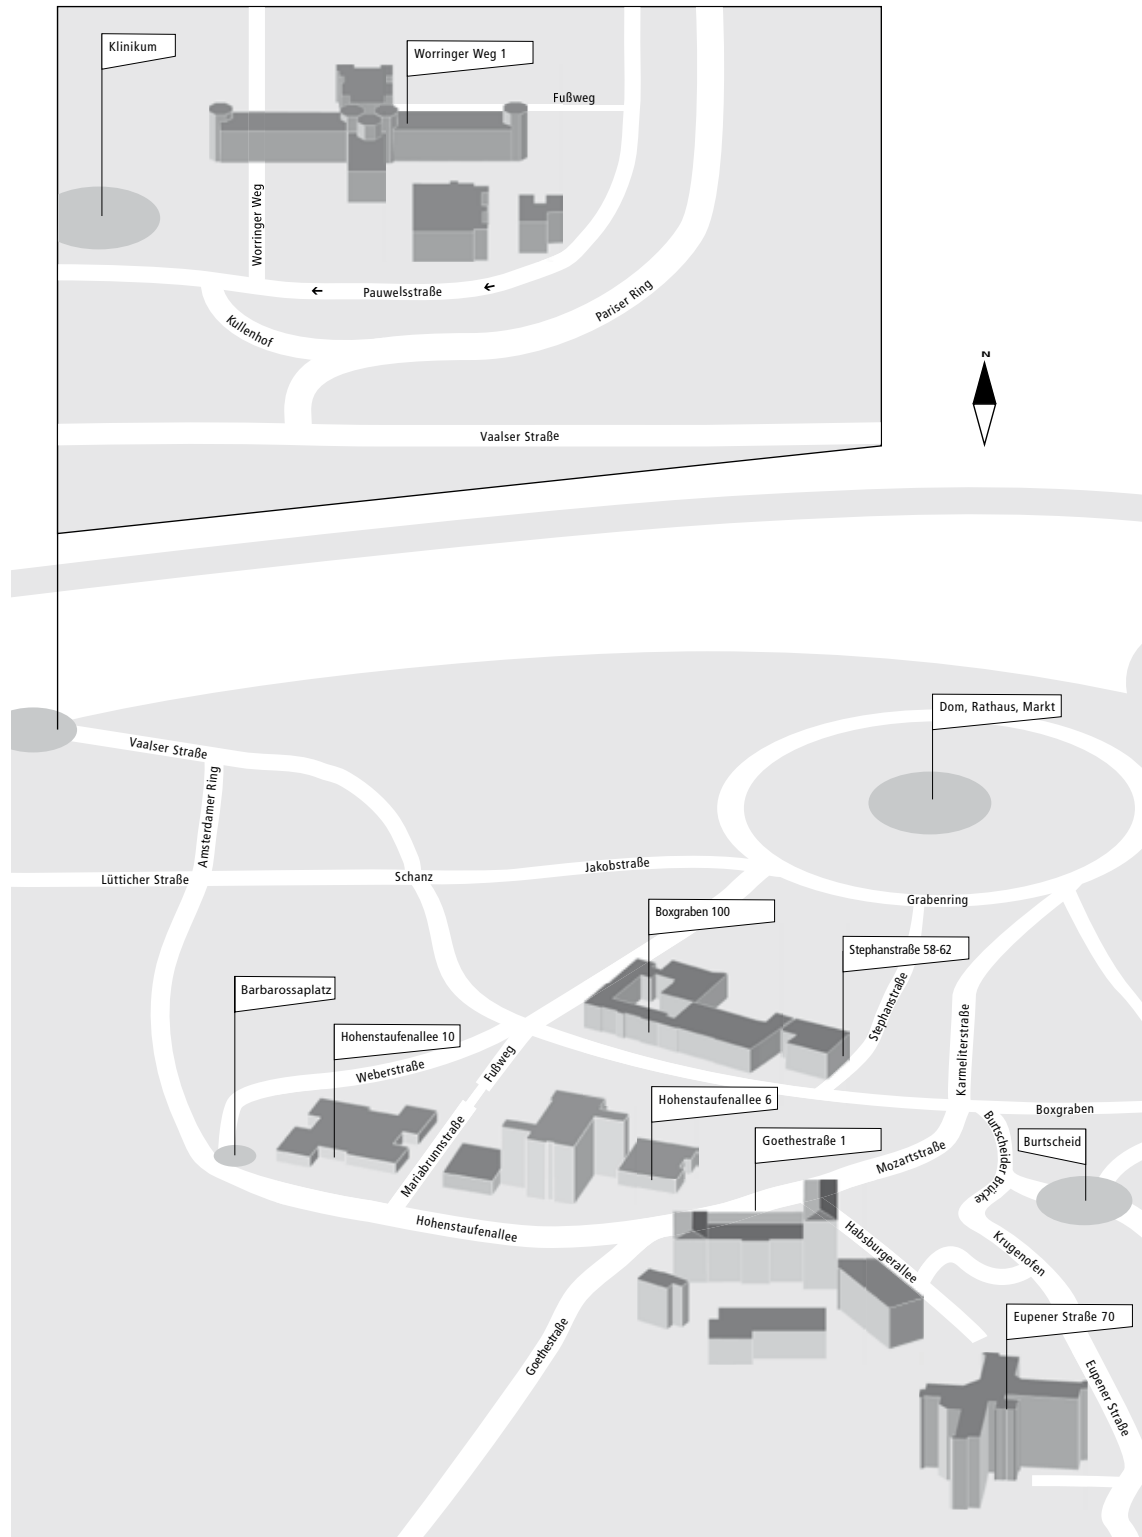 Klinikum
Worringer Weg 1
Fußweg
Worringer Weg
Pauwelsstraße
Pariser Ring
Kullenhof
N
Vaalser Straße
Dom, Rathaus, Markt
Vaalser Straße
Amsterdamer Ring
Jakobstraße
Lütticher Straße
Schanz
Grabenring
Boxgraben 100
Stephanstraße 58-62
Barbarossaplatz
Stephanstraße
Hohenstaufenallee 10
Karmeliterstraße
Fußweg
Weberstraße
Hohenstaufenallee 6
Boxgraben
Goethestraße 1
Burtscheid
Burtscheider Brücke
Mariabrunnstraße
Mozartstraße
Hohenstaufenallee
Habsburgerallee
Krugenofen
Eupener Straße 70
Goethestraße
Eupener Straße